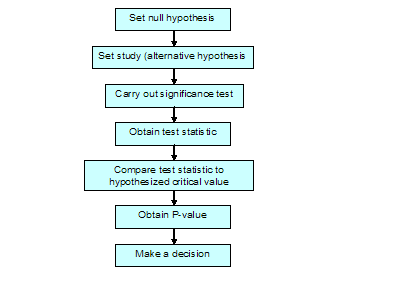 Set null hypothesis
Set study (alternative hypothesis
Carry out significance test
Obtain test statistic
Compare test statistic to
hypothesized critical value
Obtain P-value
Make a decision